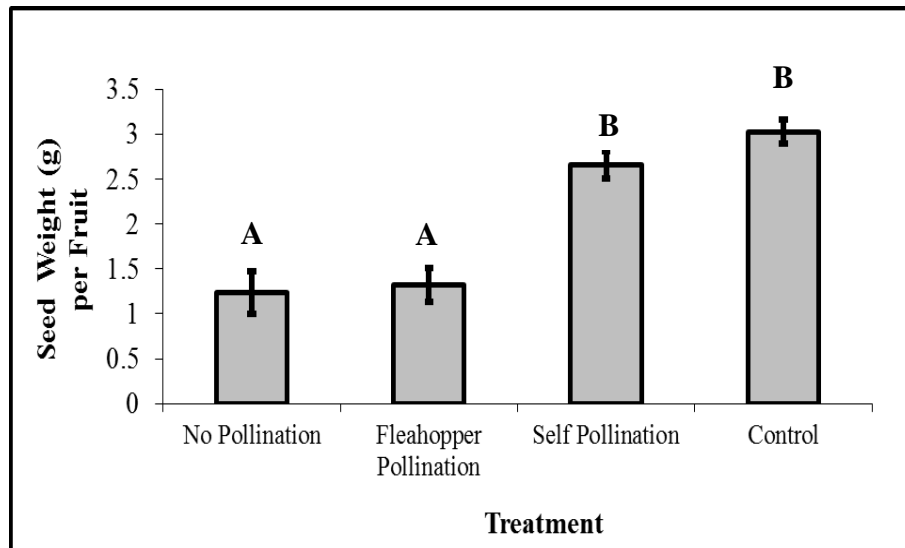 Seed Weight (g)
per Fruit
3.5
3
2.5
2
1.5
1
0.5
0
A
A
B
B
No Pollination
Fleahopper
Pollination
Self Pollination
Control
Treatment